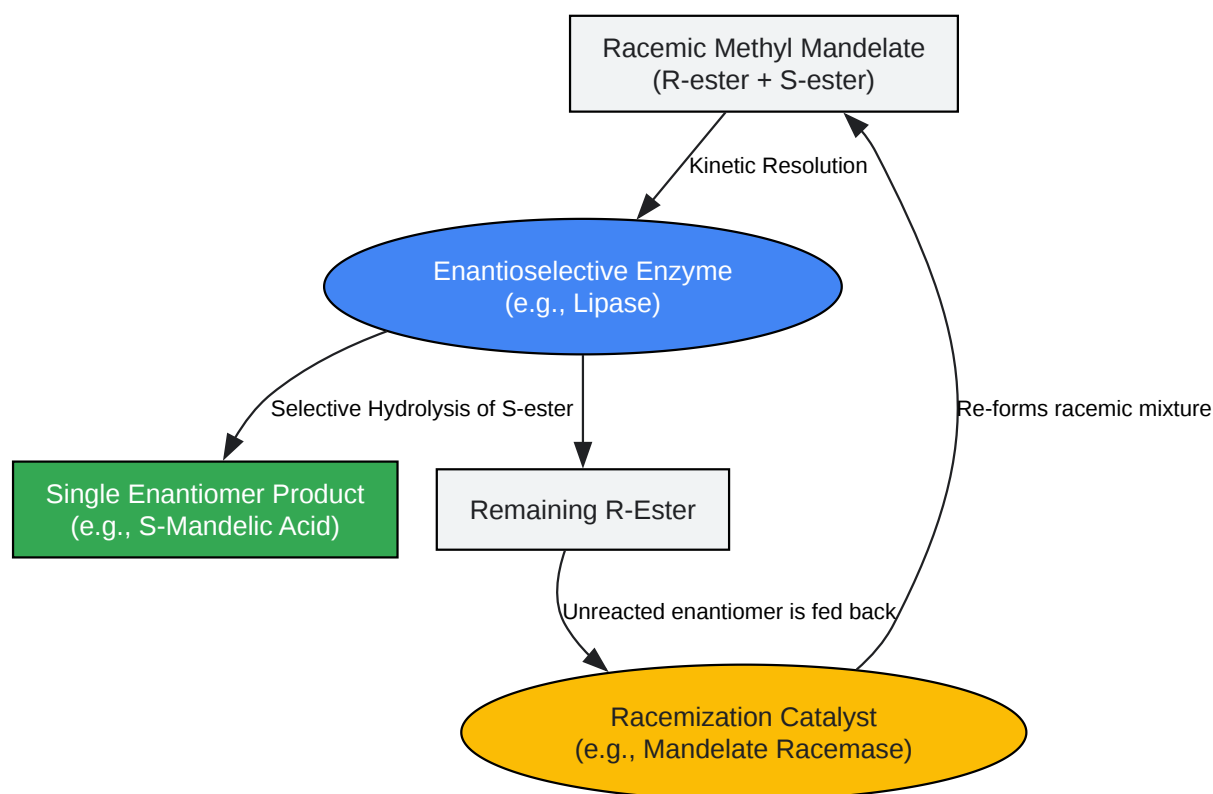 Racemic Methyl Mandelate
(R-ester + S-ester)
Kinetic Resolution
Enantioselective Enzyme
(e.g., Lipase)
Selective Hydrolysis of S-ester
Re-forms racemic mixture
Single Enantiomer Product
(e.g., S-Mandelic Acid)
Remaining R-Ester
Unreacted enantiomer is fed back
Racemization Catalyst
(e.g., Mandelate Racemase)